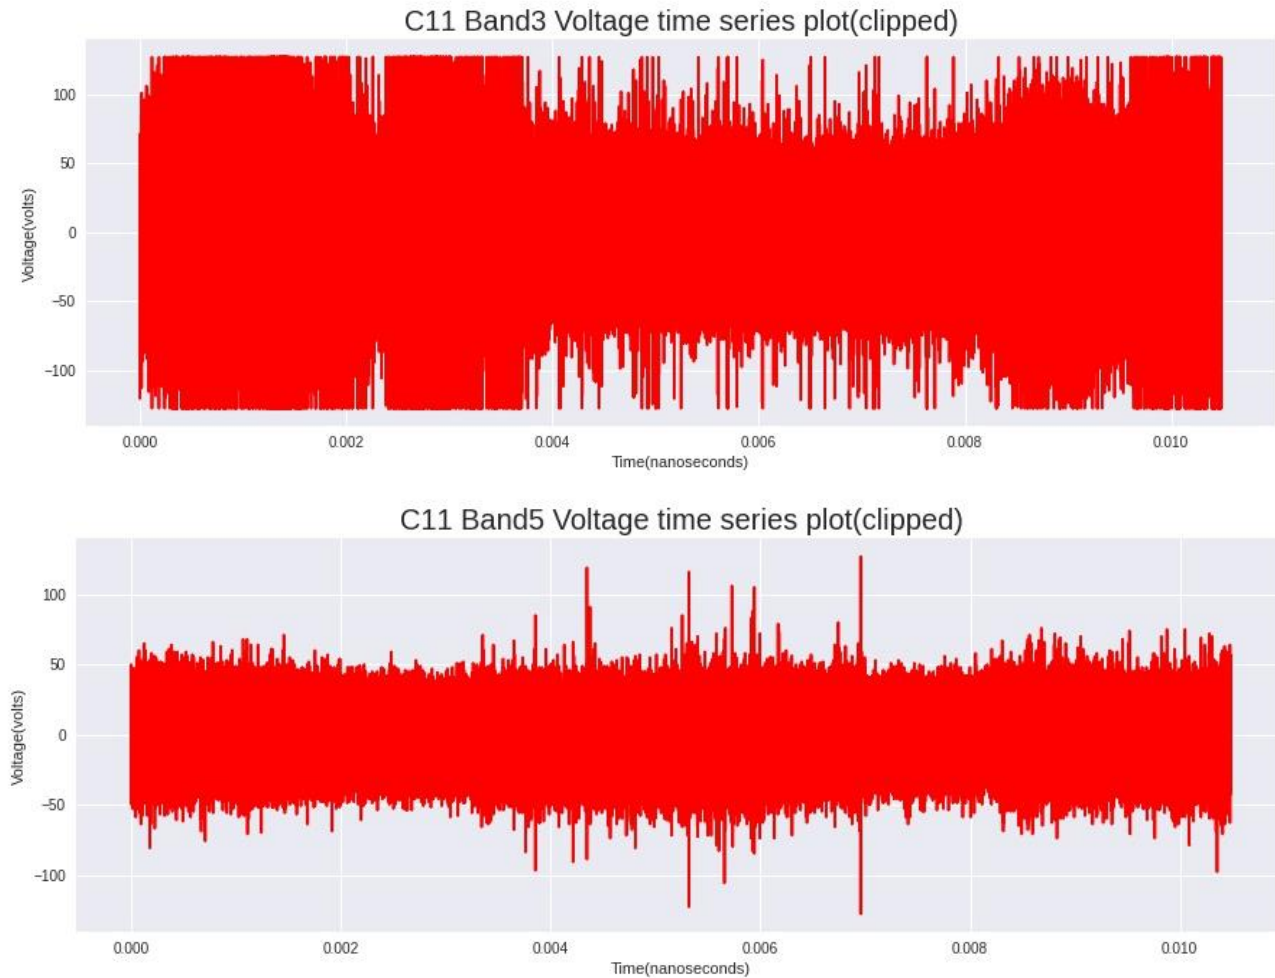 C11 Band3 Voltage time series plot(clipped)
100
50
0
−50
−100
Voltage(volts)
0.000 0.002 0.004 0.006 0.008 0.010
Time(nanoseconds)
C11 Band5 Voltage time series plot(clipped)
100
50
0
−50
−100
Voltage(volts)
0.000 0.002 0.004 0.006 0.008 0.010
Time(nanoseconds)